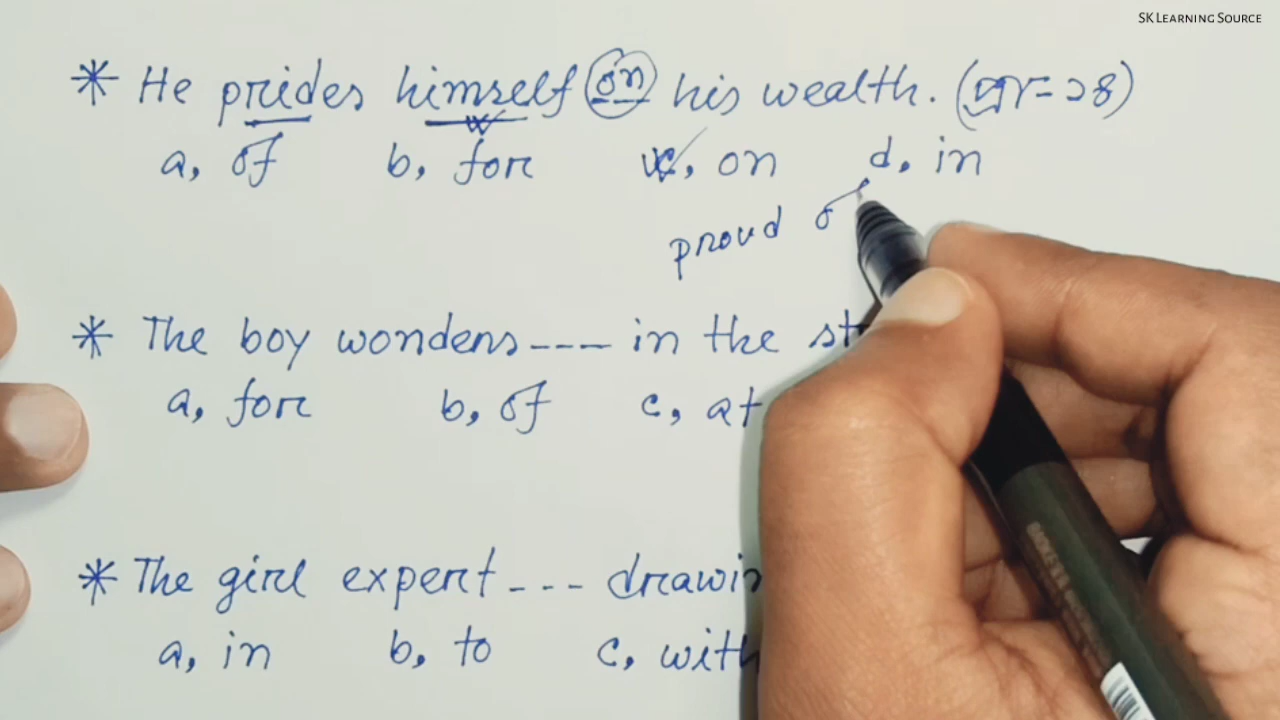 SK LEARNING SOURCE
* He prides himself on his wealth. (১৮)
a, of b, for c, on d, in
proud of
* The boy wonders --- in the st
a, for b, of c, at
* The girl expert --- drawin
a, in b, to c, with